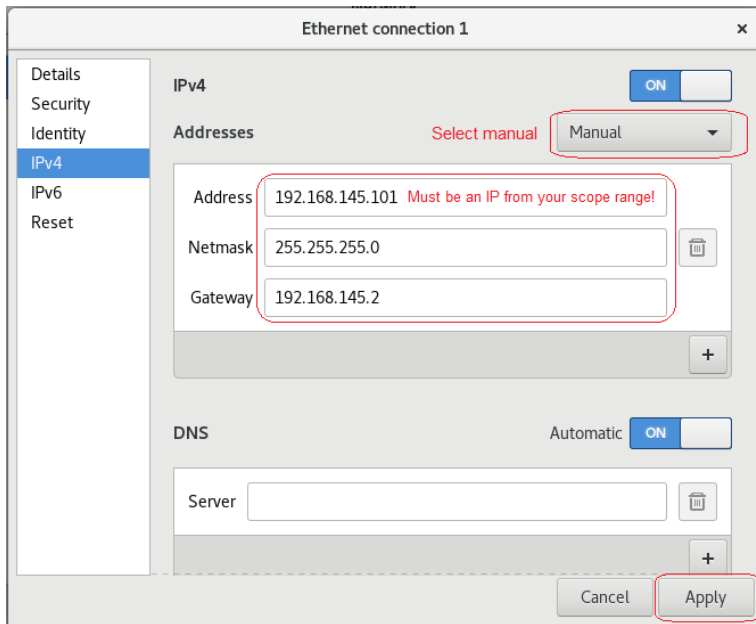 Ethernet connection 1
Details
Security
Identity
IPv4
IPv6
Reset
IPv4 ON
Addresses Select manual Manual
Address 192.168.145.101 Must be an IP from your scope range!
Netmask 255.255.255.0
Gateway 192.168.145.2
+
DNS Automatic ON
Server
+
Cancel Apply